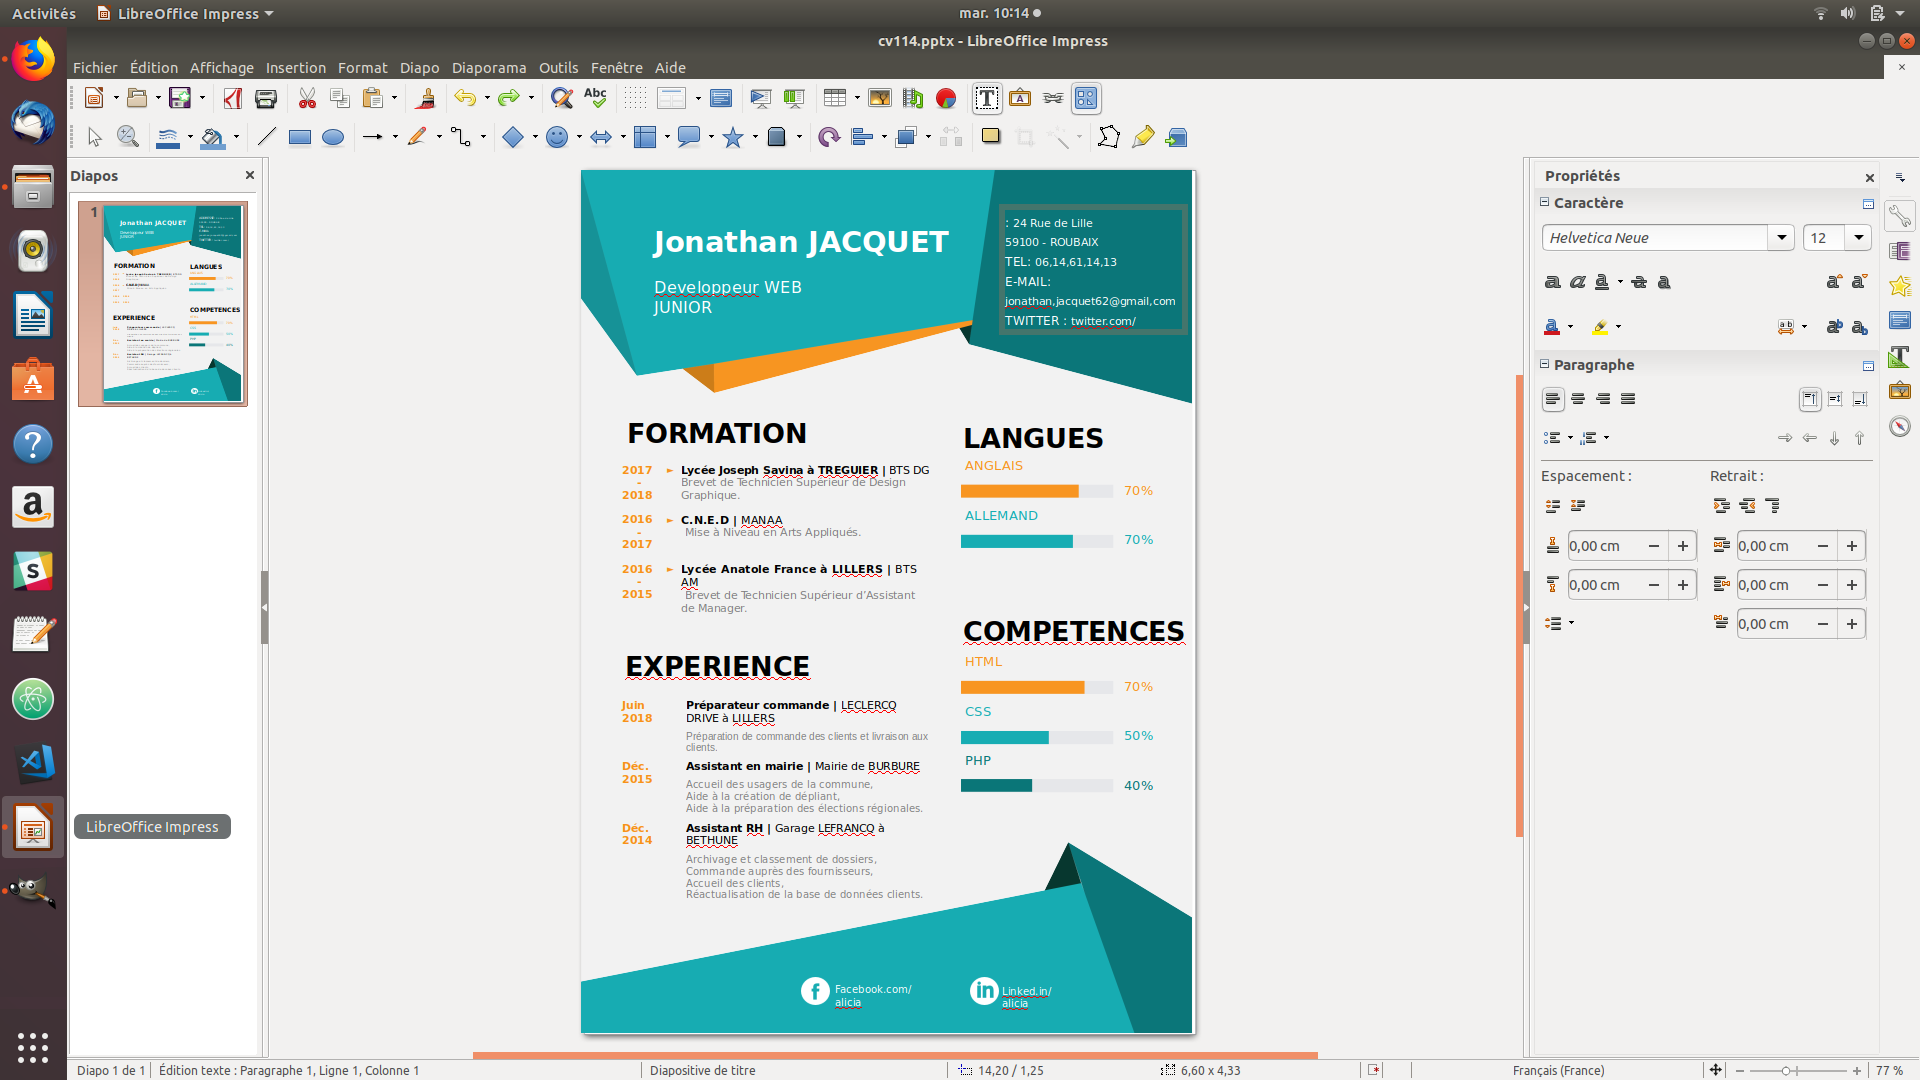 Activités
LibreOffice Impress
mar. 10:14
cv114.pptx - LibreOffice Impress
Fichier Édition Affichage Insertion Format Diapo Diaporama Outils Fenêtre Aide
Diapos
1
Jonathan JACQUET
Developpeur WEB
JUNIOR
: 24 Rue de Lille
59100 - ROUBAIX
TEL: 06,14,61,14,13
E-MAIL:
jonathan,jacquet62@gmail,com
TWITTER : twitter.com/
FORMATION
2017 - 2018
► Lycée Joseph Savina à TREGUIER | BTS DG
Brevet de Technicien Supérieur de Design
Graphique.
2016 - 2017
► C.N.E.D | MANAA
Mise à Niveau en Arts Appliqués.
2016 - 2015
► Lycée Anatole France à LILLERS | BTS
AM
Brevet de Technicien Supérieur d'Assistant
de Manager.
EXPERIENCE
Juin
2018
Préparateur commande | LECLERCQ
DRIVE à LILLERS
Préparation de commande des clients et livraison aux
clients.
Déc.
2015
Assistant en mairie | Mairie de BURBURE
Accueil des usagers de la commune,
Aide à la création de dépliant,
Aide à la préparation des élections régionales.
Déc.
2014
Assistant RH | Garage LEFRANCQ à
BETHUNE
Archivage et classement de dossiers,
Commande auprès des fournisseurs,
Accueil des clients,
Réactualisation de la base de données clients.
LANGUES
ANGLAIS
70%
ALLEMAND
70%
COMPETENCES
HTML
70%
CSS
50%
PHP
40%
Facebook.com/
alicia
Linked.in/
alicia
Propriétés
Caractère
Helvetica Neue 12
Paragraphe
Espacement : Retrait :
0,00 cm 0,00 cm
0,00 cm 0,00 cm
0,00 cm
LibreOffice Impress
Diapo 1 de 1
Édition texte : Paragraphe 1, Ligne 1, Colonne 1
Diapositive de titre
14,20 / 1,25
6,60 x 4,33
Français (France)
77 %